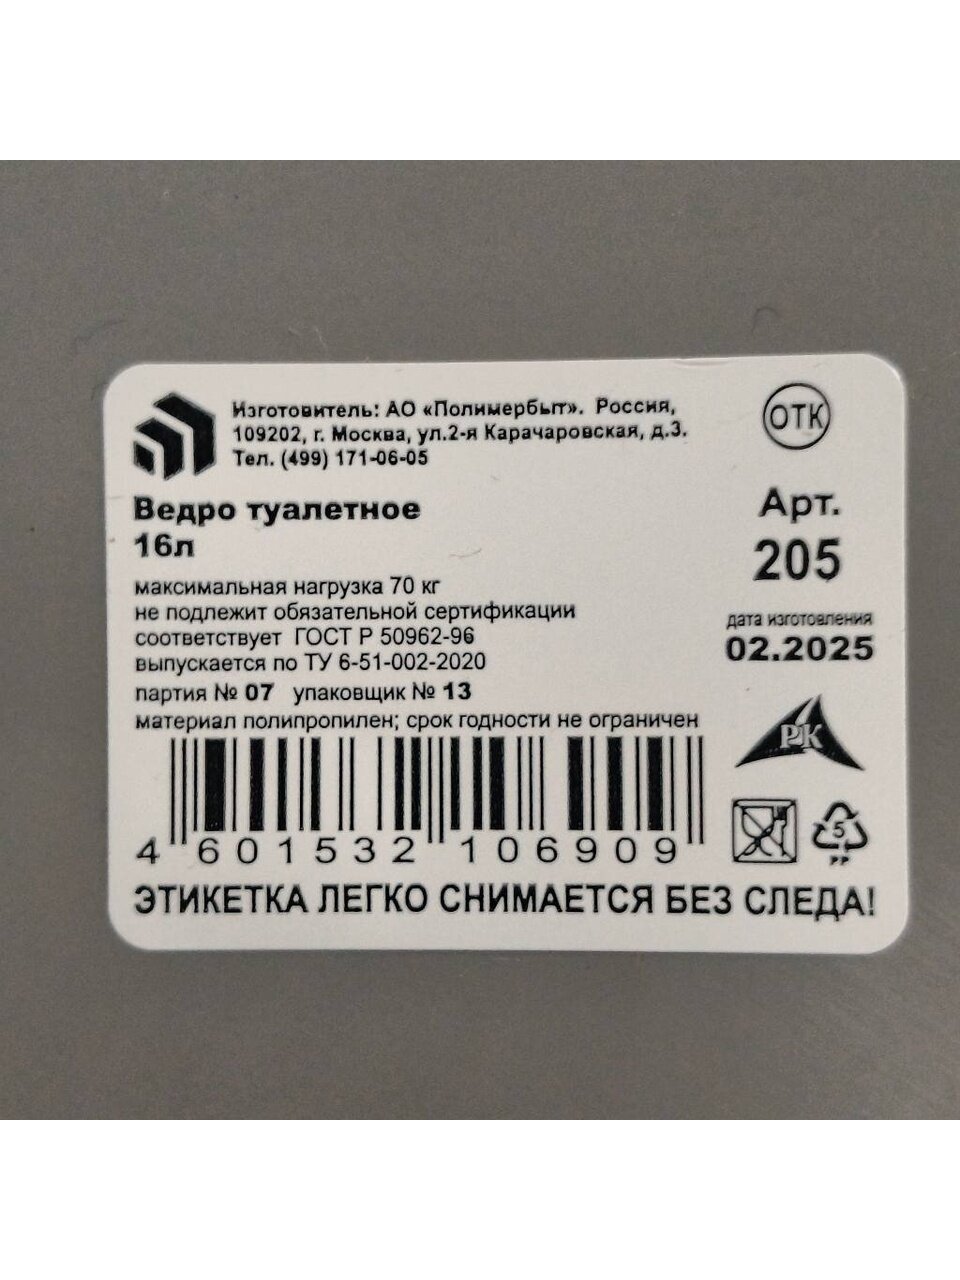 Изготовитель: АО «Полимербыт». Россия,
109202, г. Москва, ул.2-я Карачаровская, д.3.
Тел. (499) 171-06-05
ОТК
Ведро туалетное
16л
Арт.
205
максимальная нагрузка 70 кг
не подлежит обязательной сертификации
соответствует ГОСТ Р 50962-96
выпускается по ТУ 6-51-002-2020
партия № 07 упаковщик № 13
материал полипропилен; срок годности не ограничен
дата изготовления
02.2025
РК
5
PP
4 601532 106909
ЭТИКЕТКА ЛЕГКО СНИМАЕТСЯ БЕЗ СЛЕДА!